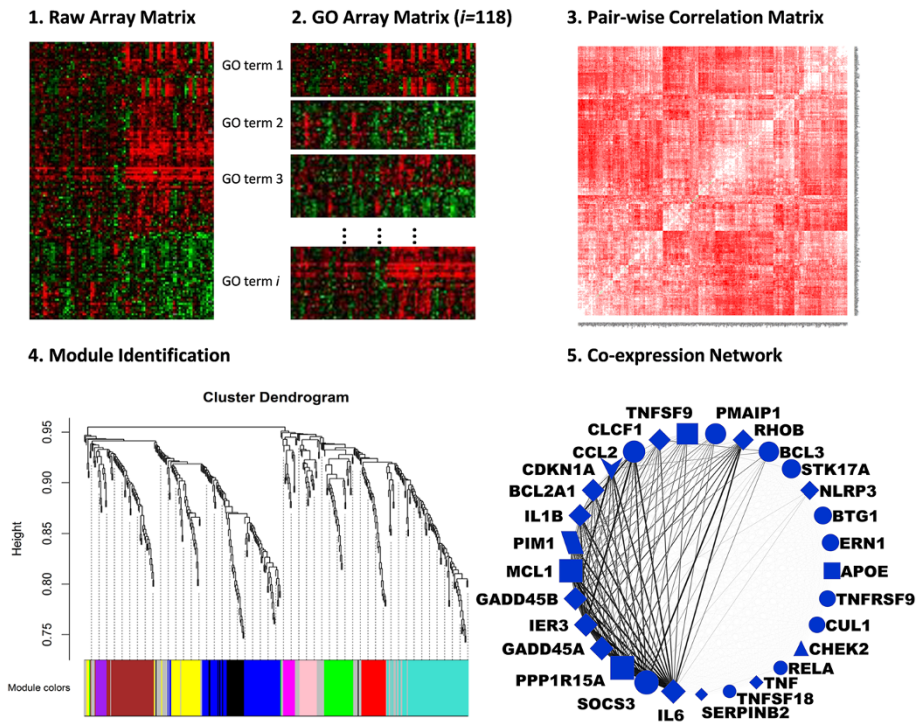 1. Raw Array Matrix
2. GO Array Matrix (i=118)
3. Pair-wise Correlation Matrix
GO term 1
GO term 2
GO term 3
GO term i
4. Module Identification
5. Co-expression Network
Cluster Dendrogram
Height
0.95
0.90
0.85
0.80
0.75
Module colors
TNFSF9
PMAIP1
CLCF1
RHOB
CCL2
BCL3
CDKN1A
STK17A
BCL2A1
NLRP3
IL1B
BTG1
PIM1
ERN1
MCL1
APOE
GADD45B
TNFRSF9
IER3
CUL1
GADD45A
CHEK2
PPP1R15A
RELA
SOCS3
TNF
IL6
TNFSF18
SERPINB2